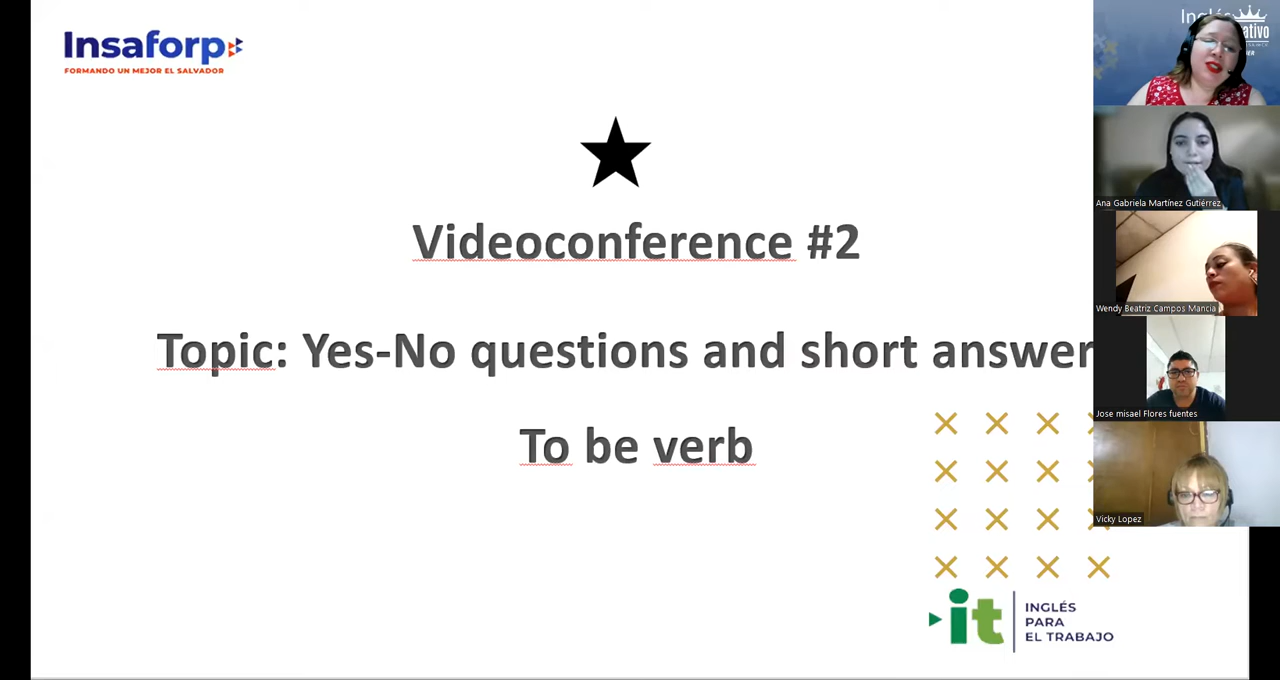 Insaforp
FORMANDO UN MEJOR EL SALVADOR
Videoconference #2
Topic: Yes-No questions and short answer
To be verb
INGLÉS
PARA
EL TRABAJO
it
Ana Gabriela Martínez Gutiérrez
Wendy Beatriz Campos Mancia
Jose misael Flores fuentes
Vicky Lopez